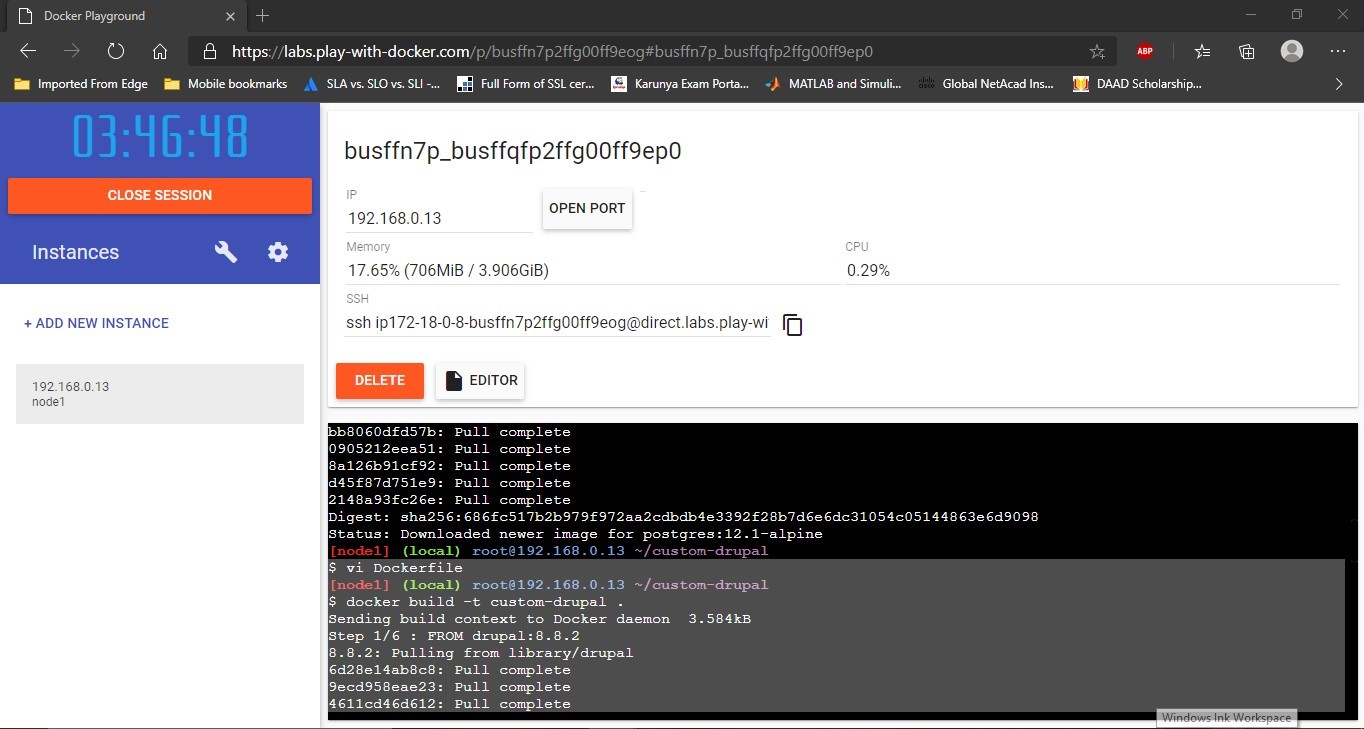 Docker Playground
https://labs.play-with-docker.com/p/busffn7p2ffg00ff9eog#busffn7p_busffqfp2ffg00ff9ep0
ABP
Imported From Edge
Mobile bookmarks
SLA vs. SLO vs. SLI -...
Full Form of SSL cer...
Karunya Exam Porta...
MATLAB and Simuli...
Global NetAcad Ins...
DAAD Scholarship...
03:46:48
CLOSE SESSION
Instances
+ ADD NEW INSTANCE
192.168.0.13
node1
busffn7p_busffqfp2ffg00ff9ep0
IP
192.168.0.13
OPEN PORT
Memory
17.65% (706MiB / 3.906GiB)
CPU
0.29%
SSH
ssh ip172-18-0-8-busffn7p2ffg00ff9eog@direct.labs.play-wi
DELETE
EDITOR
bb8060dfd57b: Pull complete
0905212eea51: Pull complete
8a126b91cf92: Pull complete
d45f87d751e9: Pull complete
2148a93fc26e: Pull complete
Digest: sha256:686fc517b2b979f972aa2cdbdb4e3392f28b7d6e6dc31054c05144863e6d9098
Status: Downloaded newer image for postgres:12.1-alpine
[node1] (local) root@192.168.0.13 ~/custom-drupal
$ vi Dockerfile
[node1] (local) root@192.168.0.13 ~/custom-drupal
$ docker build -t custom-drupal .
Sending build context to Docker daemon  3.584kB
Step 1/6 : FROM drupal:8.8.2
8.8.2: Pulling from library/drupal
6d28e14ab8c8: Pull complete
9ecd958eae23: Pull complete
4611cd46d612: Pull complete
Windows Ink Workspace